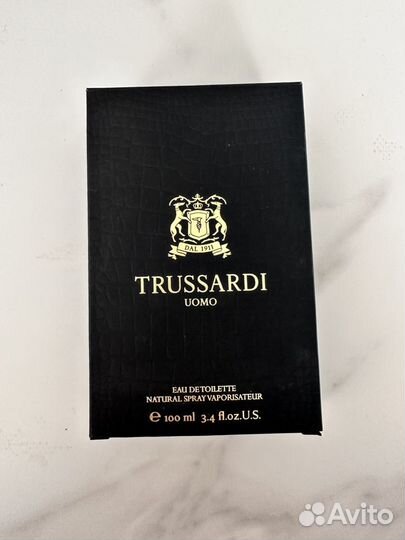 DAL 1911
TRUSSARDI
UOMO
EAU DE TOILETTE
NATURAL SPRAY VAPORISATEUR
℮ 100 ml 3.4 fl.oz.U.S.
Avito